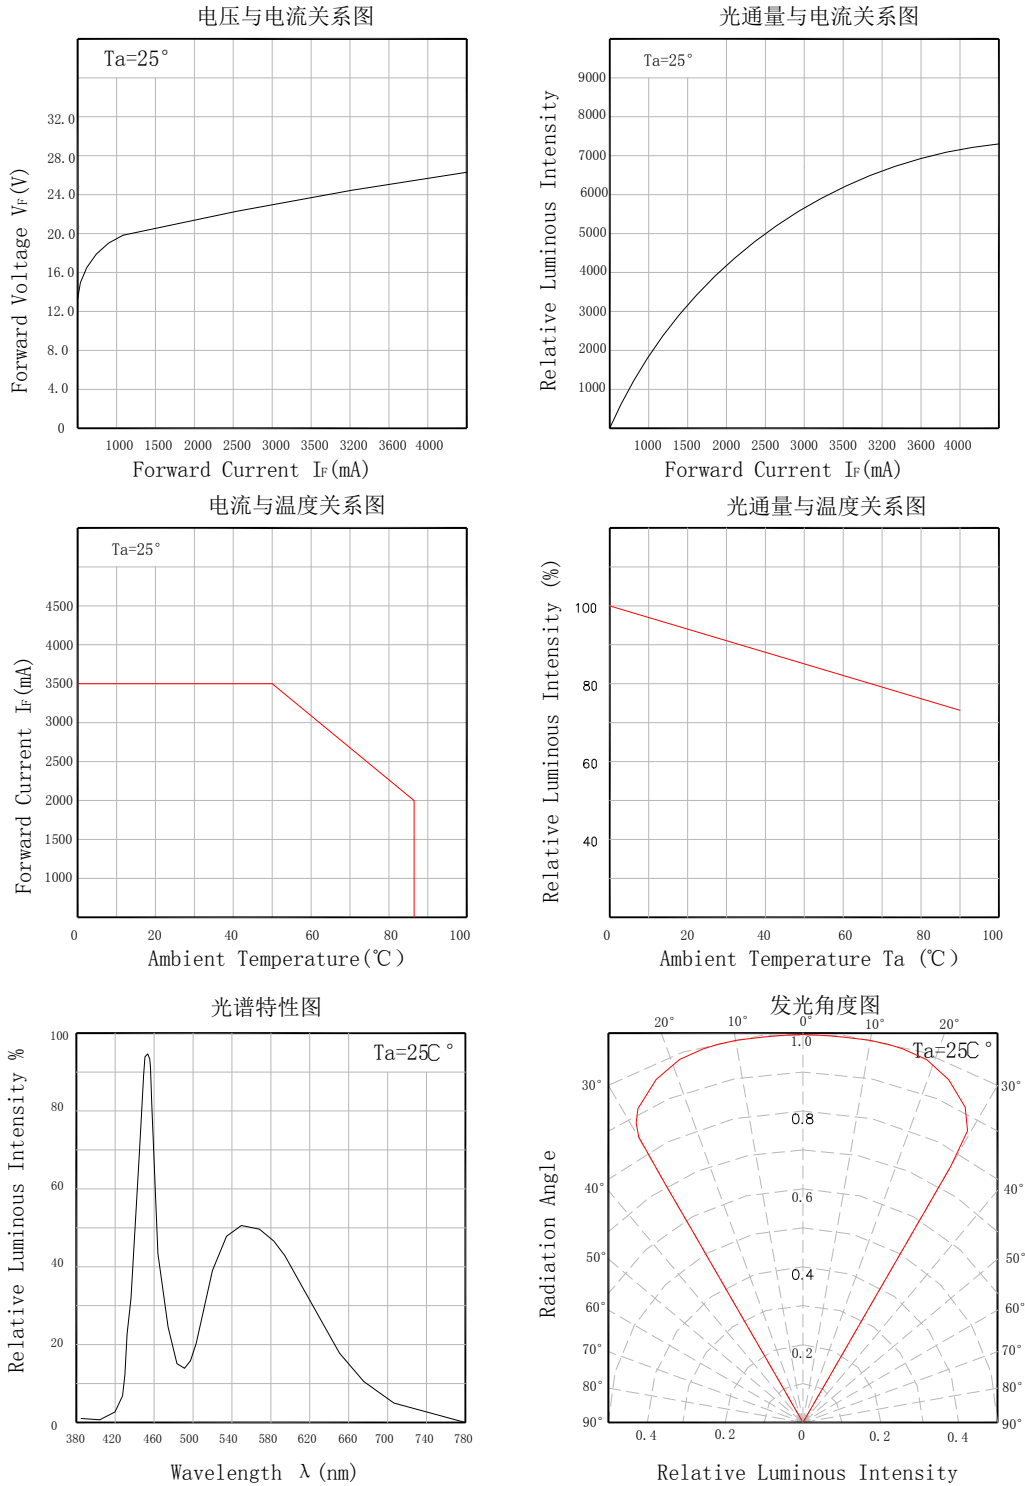 电压与电流关系图
Ta=25°
Forward Voltage VF(V)
32.0
28.0
24.0
20.0
16.0
12.0
8.0
4.0
0
1000 1500 2000 2500 3000 3500 3200 3600 4000
Forward Current IF(mA)
光通量与电流关系图
Ta=25°
Relative Luminous Intensity
9000
8000
7000
6000
5000
4000
3000
2000
1000
1000 1500 2000 2500 3000 3500 3200 3600 4000
Forward Current IF(mA)
电流与温度关系图
Ta=25°
Forward Current IF(mA)
4500
4000
3500
3000
2500
2000
1500
1000
0 20 40 60 80 100
Ambient Temperature(℃)
光通量与温度关系图
Relative Luminous Intensity (%)
100
80
60
40
0 20 40 60 80 100
Ambient Temperature Ta (℃)
光谱特性图
Ta=25C °
Relative Luminous Intensity %
100
80
60
40
20
0
380 420 460 500 540 580 620 660 700 740 780
Wavelength λ (nm)
发光角度图
20° 10° 0° 10° 20°
Ta=25C °
1.0
30° 30°
0.8
Radiation Angle
40° 0.6 40°
50° 0.4 50°
60° 60°
70° 0.2 70°
80° 80°
90° 90°
0.4 0.2 0 0.2 0.4
Relative Luminous Intensity